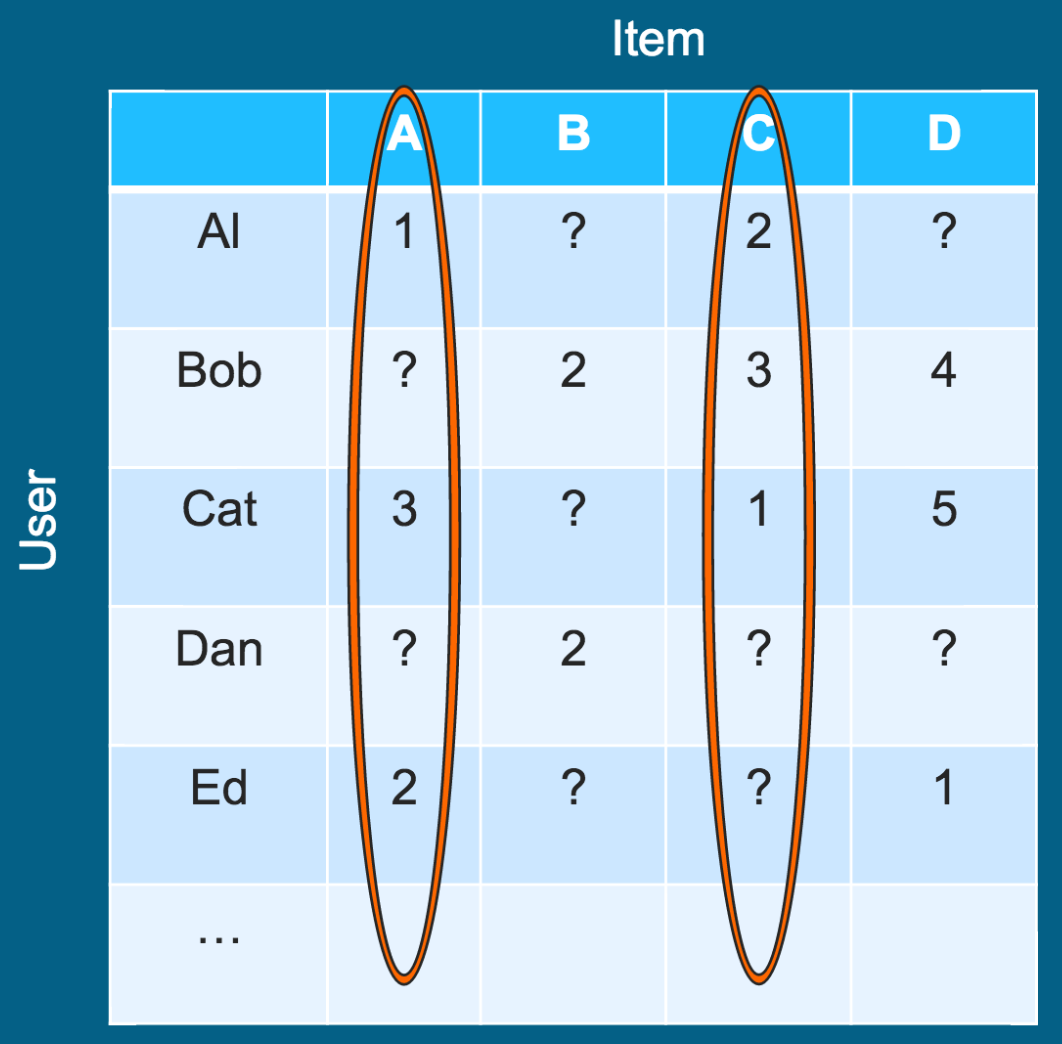 Item
A B C D
Al 1 ? 2 ?
Bob ? 2 3 4
User
Cat 3 ? 1 5
Dan ? 2 ? ?
Ed 2 ? ? 1
...